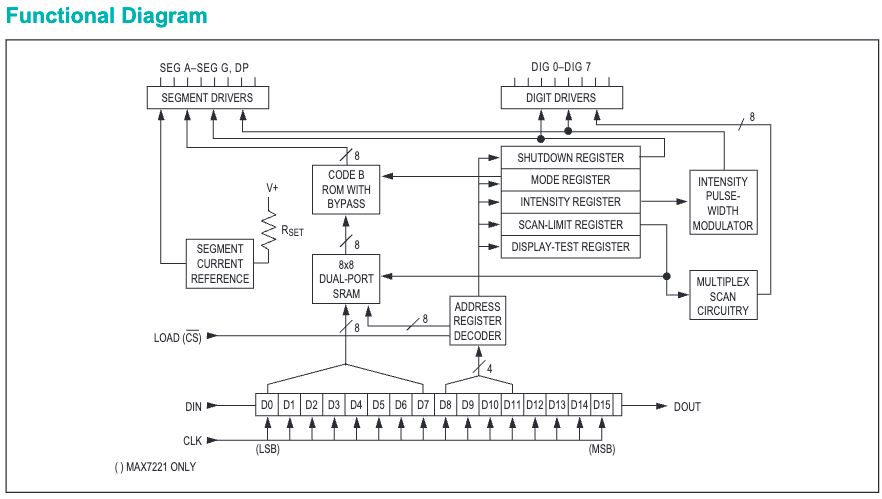 Functional Diagram
SEG A–SEG G, DP
DIG 0–DIG 7
SEGMENT DRIVERS
DIGIT DRIVERS
8
8
CODE B
ROM WITH
BYPASS
SHUTDOWN REGISTER
MODE REGISTER
INTENSITY REGISTER
SCAN-LIMIT REGISTER
DISPLAY-TEST REGISTER
INTENSITY
PULSE-
WIDTH
MODULATOR
V+
RSET
8
SEGMENT
CURRENT
REFERENCE
8x8
DUAL-PORT
SRAM
MULTIPLEX
SCAN
CIRCUITRY
ADDRESS
REGISTER
DECODER
8
8
LOAD (C̅S̅)
4
DIN
D0 D1 D2 D3 D4 D5 D6 D7 D8 D9 D10 D11 D12 D13 D14 D15
DOUT
CLK
(LSB)
(MSB)
( ) MAX7221 ONLY